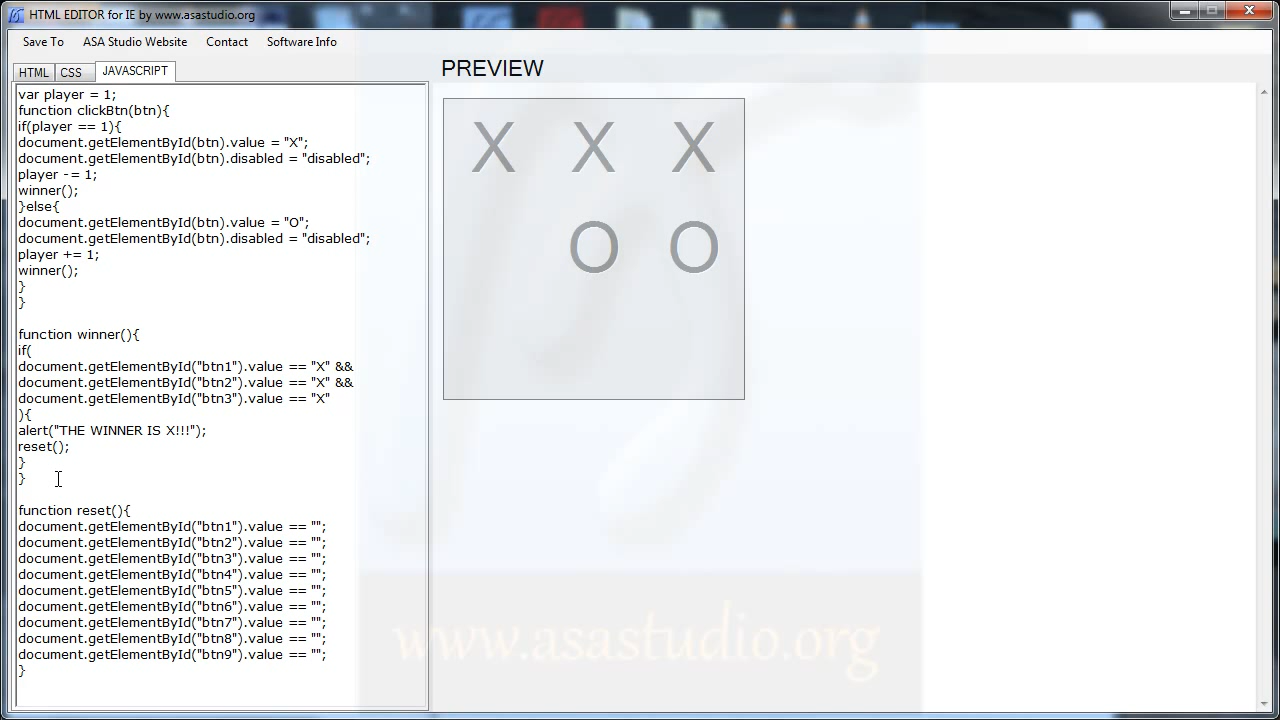 HTML EDITOR for IE by www.asastudio.org
Save To ASA Studio Website Contact Software Info
HTML CSS JAVASCRIPT
PREVIEW
var player = 1;
function clickBtn(btn){
if(player == 1){
document.getElementById(btn).value = "X";
document.getElementById(btn).disabled = "disabled";
player -= 1;
winner();
}else{
document.getElementById(btn).value = "O";
document.getElementById(btn).disabled = "disabled";
player += 1;
winner();
}
}
function winner(){
if(
document.getElementById("btn1").value == "X" &&
document.getElementById("btn2").value == "X" &&
document.getElementById("btn3").value == "X"
){
alert("THE WINNER IS X!!!");
reset();
}
}
function reset(){
document.getElementById("btn1").value == "";
document.getElementById("btn2").value == "";
document.getElementById("btn3").value == "";
document.getElementById("btn4").value == "";
document.getElementById("btn5").value == "";
document.getElementById("btn6").value == "";
document.getElementById("btn7").value == "";
document.getElementById("btn8").value == "";
document.getElementById("btn9").value == "";
}
X X X
O O
www.asastudio.org